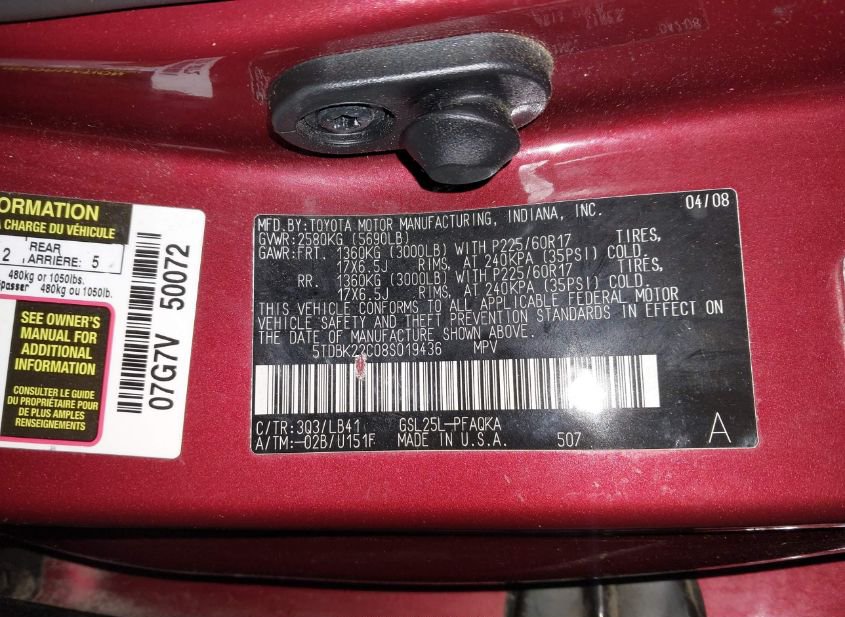 ORMATION
A CHARGE DU VÉHICULE
2 REAR
ARRIÈRE: 5
480kg or 1050lbs.
passer 480kg ou 1050lb.
SEE OWNER'S
MANUAL FOR
ADDITIONAL
INFORMATION
CONSULTER LE GUIDE
DU PROPRIÉTAIRE POUR
DE PLUS AMPLES
RENSEIGNEMENTS
07G7V 50072
MFD.BY:TOYOTA MOTOR MANUFACTURING, INDIANA, INC. 04/08
GVWR:2580KG (5690LB)
GAWR:FRT. 1360KG (3000LB) WITH P225/60R17 TIRES,
17X6.5J RIMS, AT 240KPA (35PSI) COLD.
RR. 1360KG (3000LB) WITH P225/60R17 TIRES,
17X6.5J RIMS, AT 240KPA (35PSI) COLD.
THIS VEHICLE CONFORMS TO ALL APPLICABLE FEDERAL MOTOR
VEHICLE SAFETY AND THEFT PREVENTION STANDARDS IN EFFECT ON
THE DATE OF MANUFACTURE SHOWN ABOVE.
5TDBK22C08S019436 MPV
C/TR:3Q3/LB41 GSL25L-PFAQKA
A/TM:-02B/U151F MADE IN U.S.A. 507 A